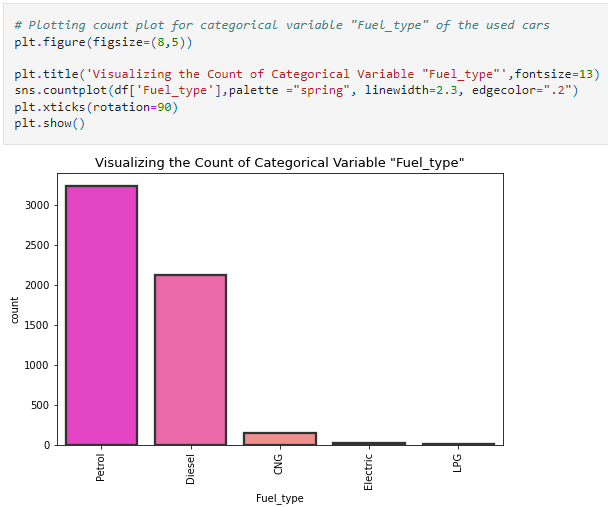 # Plotting count plot for categorical variable "Fuel_type" of the used cars
plt.figure(figsize=(8,5))
plt.title('Visualizing the Count of Categorical Variable "Fuel_type"',fontsize=13)
sns.countplot(df['Fuel_type'],palette ="spring", linewidth=2.3, edgecolor=".2")
plt.xticks(rotation=90)
plt.show()
Visualizing the Count of Categorical Variable "Fuel_type"
3000
2500
2000
1500
1000
500
0
count
Petrol
Diesel
CNG
Electric
LPG
Fuel_type